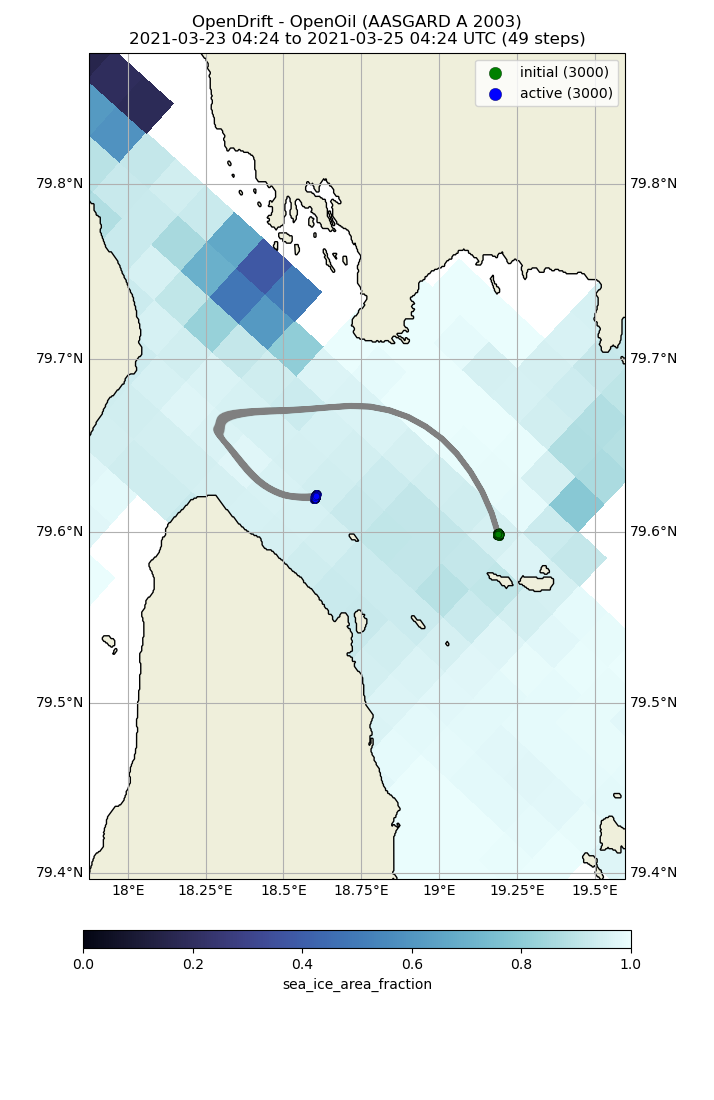 OpenDrift - OpenOil (AASGARD A 2003)
2021-03-23 04:24 to 2021-03-25 04:24 UTC (49 steps)
initial (3000)
active (3000)
79.8°N 79.8°N
79.7°N 79.7°N
79.6°N 79.6°N
79.5°N 79.5°N
79.4°N 79.4°N
18°E 18.25°E 18.5°E 18.75°E 19°E 19.25°E 19.5°E
0.0 0.2 0.4 0.6 0.8 1.0
sea_ice_area_fraction